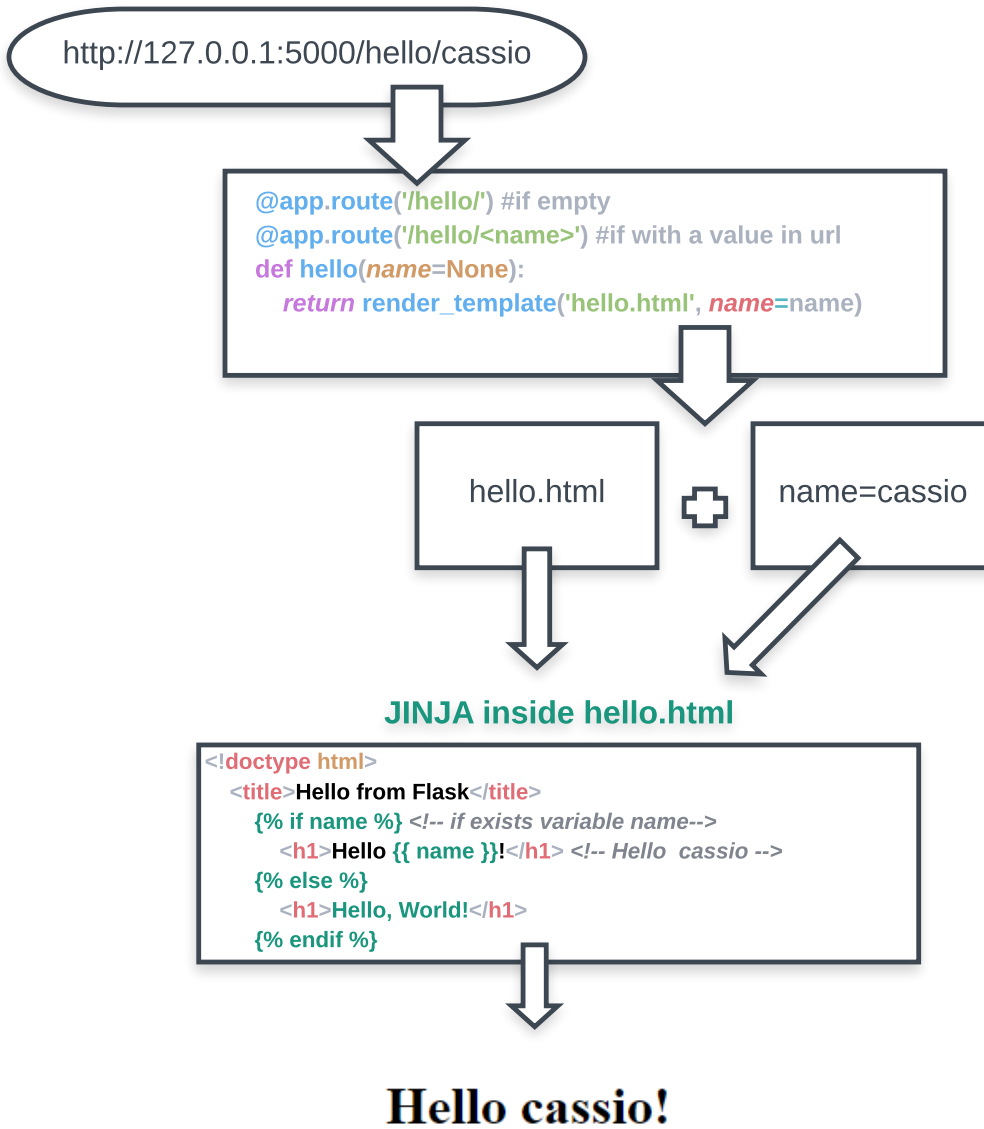 http://127.0.0.1:5000/hello/cassio
@app.route('/hello/') #if empty
@app.route('/hello/<name>') #if with a value in url
def hello(name=None):
return render_template('hello.html', name=name)
hello.html
name=cassio
JINJA inside hello.html
<!doctype html>
<title>Hello from Flask</title>
{% if name %} <!-- if exists variable name-->
<h1>Hello {{ name }}!</h1> <!-- Hello  cassio -->
{% else %}
<h1>Hello, World!</h1>
{% endif %}
Hello cassio!